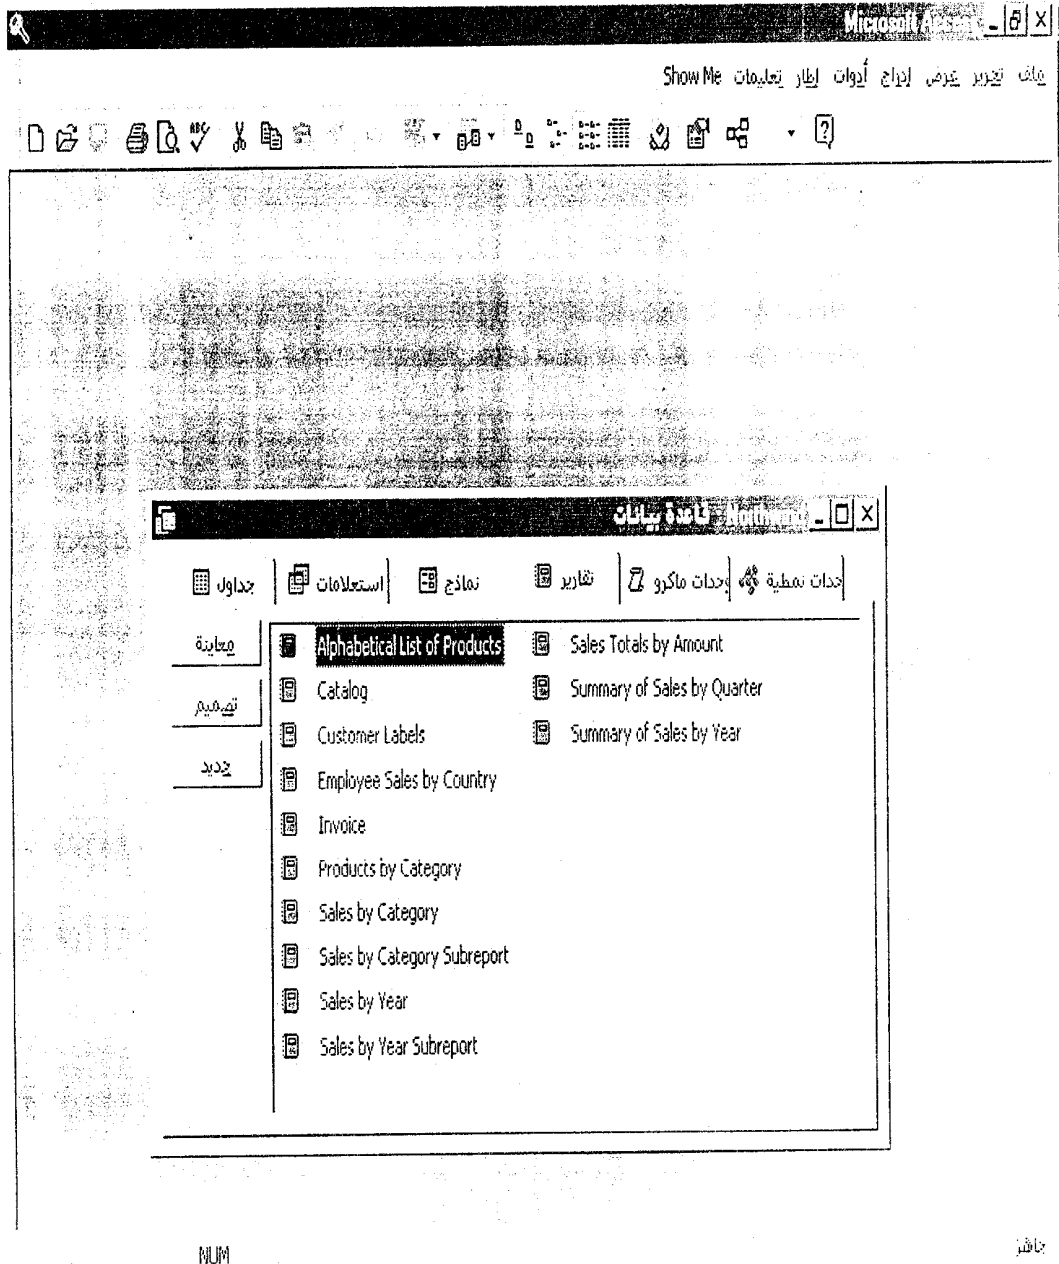 Microsoft Access
ملف تحرير عرض إدراج أدوات إطار تعليمات Show Me
قاعدة بيانات : Northwind
جداول استعلامات نماذج تقارير وحدات ماكرو حدات نمطية
معاينة
تصميم
جديد
Alphabetical List of Products
Catalog
Customer Labels
Employee Sales by Country
Invoice
Products by Category
Sales by Category
Sales by Category Subreport
Sales by Year
Sales by Year Subreport
Sales Totals by Amount
Summary of Sales by Quarter
Summary of Sales by Year
NUM
جاهز